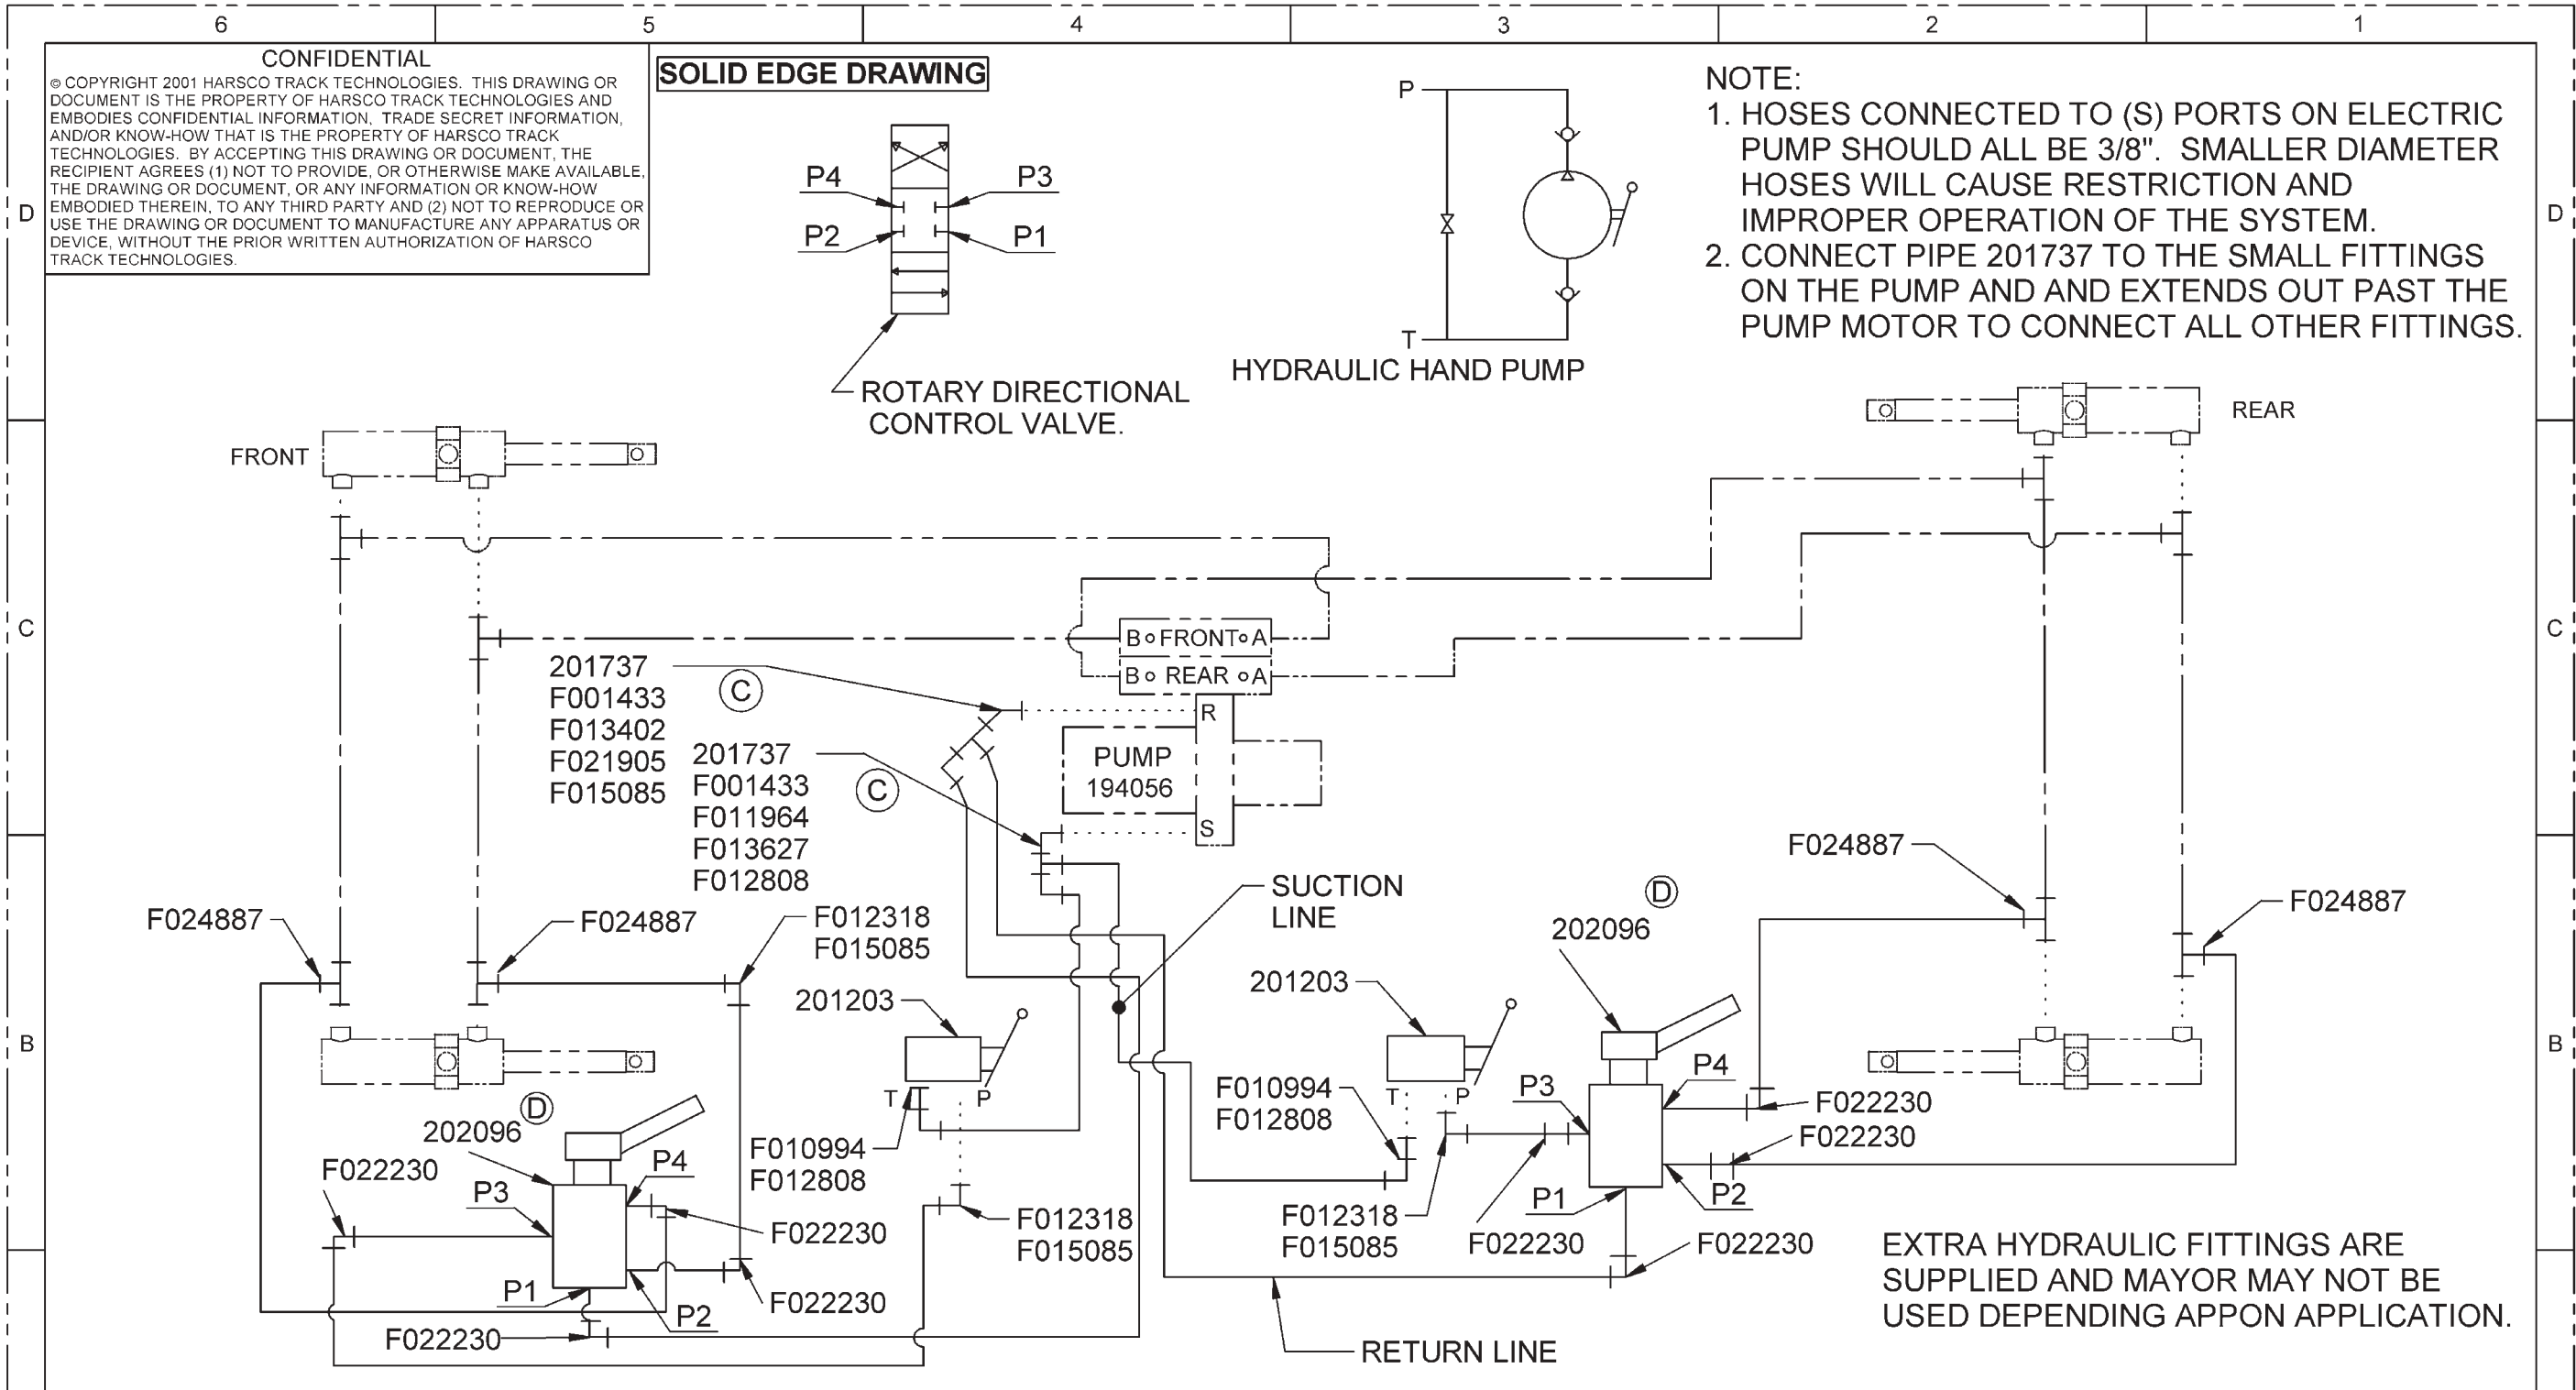 6 5 4 3 2 1
CONFIDENTIAL
© COPYRIGHT 2001 HARSCO TRACK TECHNOLOGIES. THIS DRAWING OR
DOCUMENT IS THE PROPERTY OF HARSCO TRACK TECHNOLOGIES AND
EMBODIES CONFIDENTIAL INFORMATION, TRADE SECRET INFORMATION,
AND/OR KNOW-HOW THAT IS THE PROPERTY OF HARSCO TRACK
TECHNOLOGIES. BY ACCEPTING THIS DRAWING OR DOCUMENT, THE
RECIPIENT AGREES (1) NOT TO PROVIDE, OR OTHERWISE MAKE AVAILABLE,
THE DRAWING OR DOCUMENT, OR ANY INFORMATION OR KNOW-HOW
EMBODIED THEREIN, TO ANY THIRD PARTY AND (2) NOT TO REPRODUCE OR
USE THE DRAWING OR DOCUMENT TO MANUFACTURE ANY APPARATUS OR
DEVICE, WITHOUT THE PRIOR WRITTEN AUTHORIZATION OF HARSCO
TRACK TECHNOLOGIES.
SOLID EDGE DRAWING
P4 P3
P2 P1
ROTARY DIRECTIONAL
CONTROL VALVE.
P
T
HYDRAULIC HAND PUMP
NOTE:
1. HOSES CONNECTED TO (S) PORTS ON ELECTRIC
PUMP SHOULD ALL BE 3/8". SMALLER DIAMETER
HOSES WILL CAUSE RESTRICTION AND
IMPROPER OPERATION OF THE SYSTEM.
2. CONNECT PIPE 201737 TO THE SMALL FITTINGS
ON THE PUMP AND AND EXTENDS OUT PAST THE
PUMP MOTOR TO CONNECT ALL OTHER FITTINGS.
D D
FRONT
REAR
C C
B FRONT A
B REAR A
R
PUMP
194056
S
201737
F001433
F013402
F021905
F015085
C
201737
F001433
F011964
F013627
F012808
C
SUCTION
LINE
F024887
F024887
F012318
F015085
201203
T P
F010994
F012808
F012318
F015085
B B
D
202096
F022230
P3
P4
P1
P2
F022230
F022230
F022230
201203
T P
F010994
F012808
F012318
F015085
D
202096
P3
P4
P1
P2
F022230
F022230
F022230
F022230
F024887
F024887
RETURN LINE
EXTRA HYDRAULIC FITTINGS ARE
SUPPLIED AND MAYOR MAY NOT BE
USED DEPENDING APPON APPLICATION.